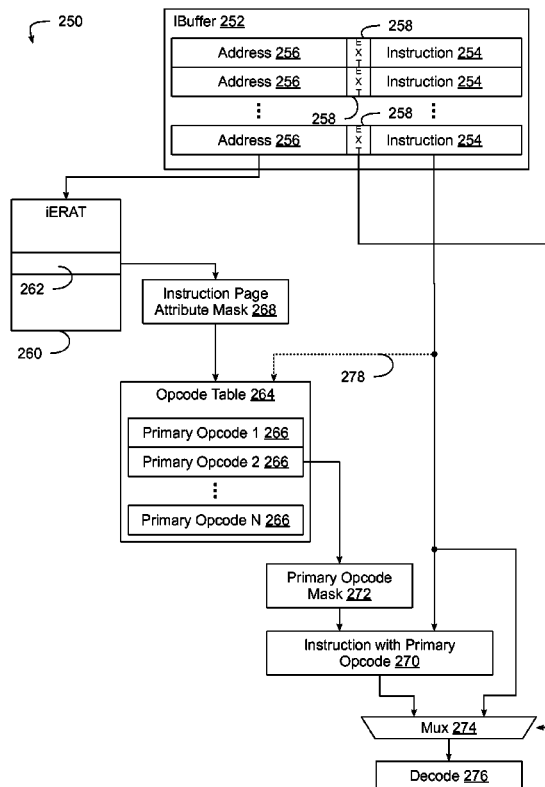 250
IBuffer 252
258
Address 256 EXT Instruction 254
Address 256 EXT Instruction 254
258
258
Address 256 EXT Instruction 254
iERAT
262
Instruction Page
Attribute Mask 268
260
278
Opcode Table 264
Primary Opcode 1 266
Primary Opcode 2 266
Primary Opcode N 266
Primary Opcode
Mask 272
Instruction with Primary
Opcode 270
Mux 274
Decode 276